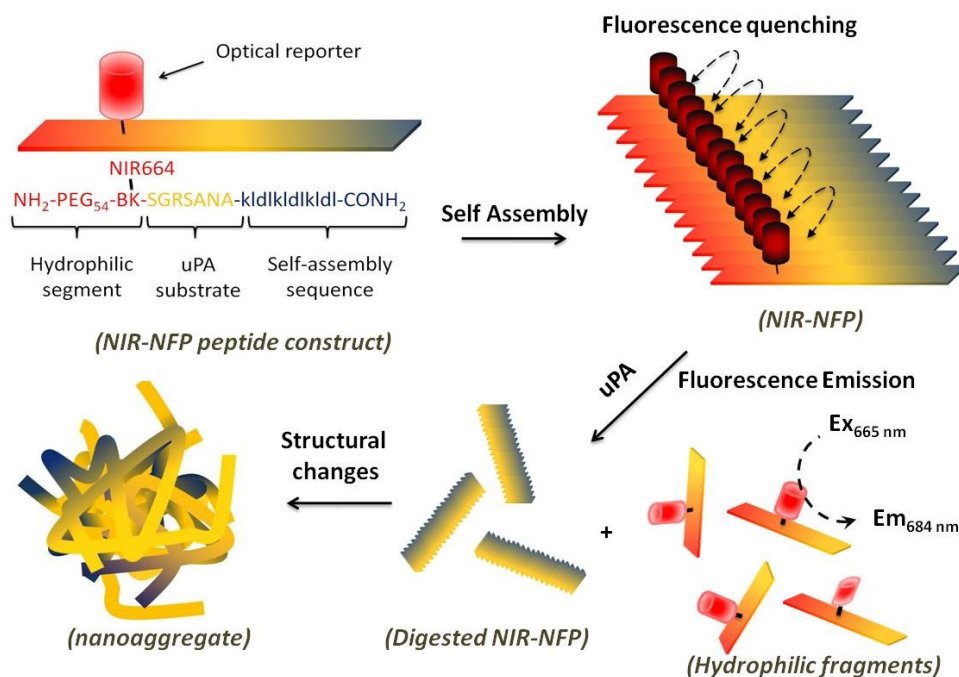 Optical reporter
NIR664
NH2-PEG54-BK-SGRSANA-kldlkldlkldl-CONH2
Hydrophilic
segment
uPA
substrate
Self-assembly
sequence
(NIR-NFP peptide construct)
Self Assembly
Fluorescence quenching
(NIR-NFP)
uPA
Fluorescence Emission
Ex665 nm
Em684 nm
+
(Hydrophilic fragments)
(Digested NIR-NFP)
Structural
changes
(nanoaggregate)